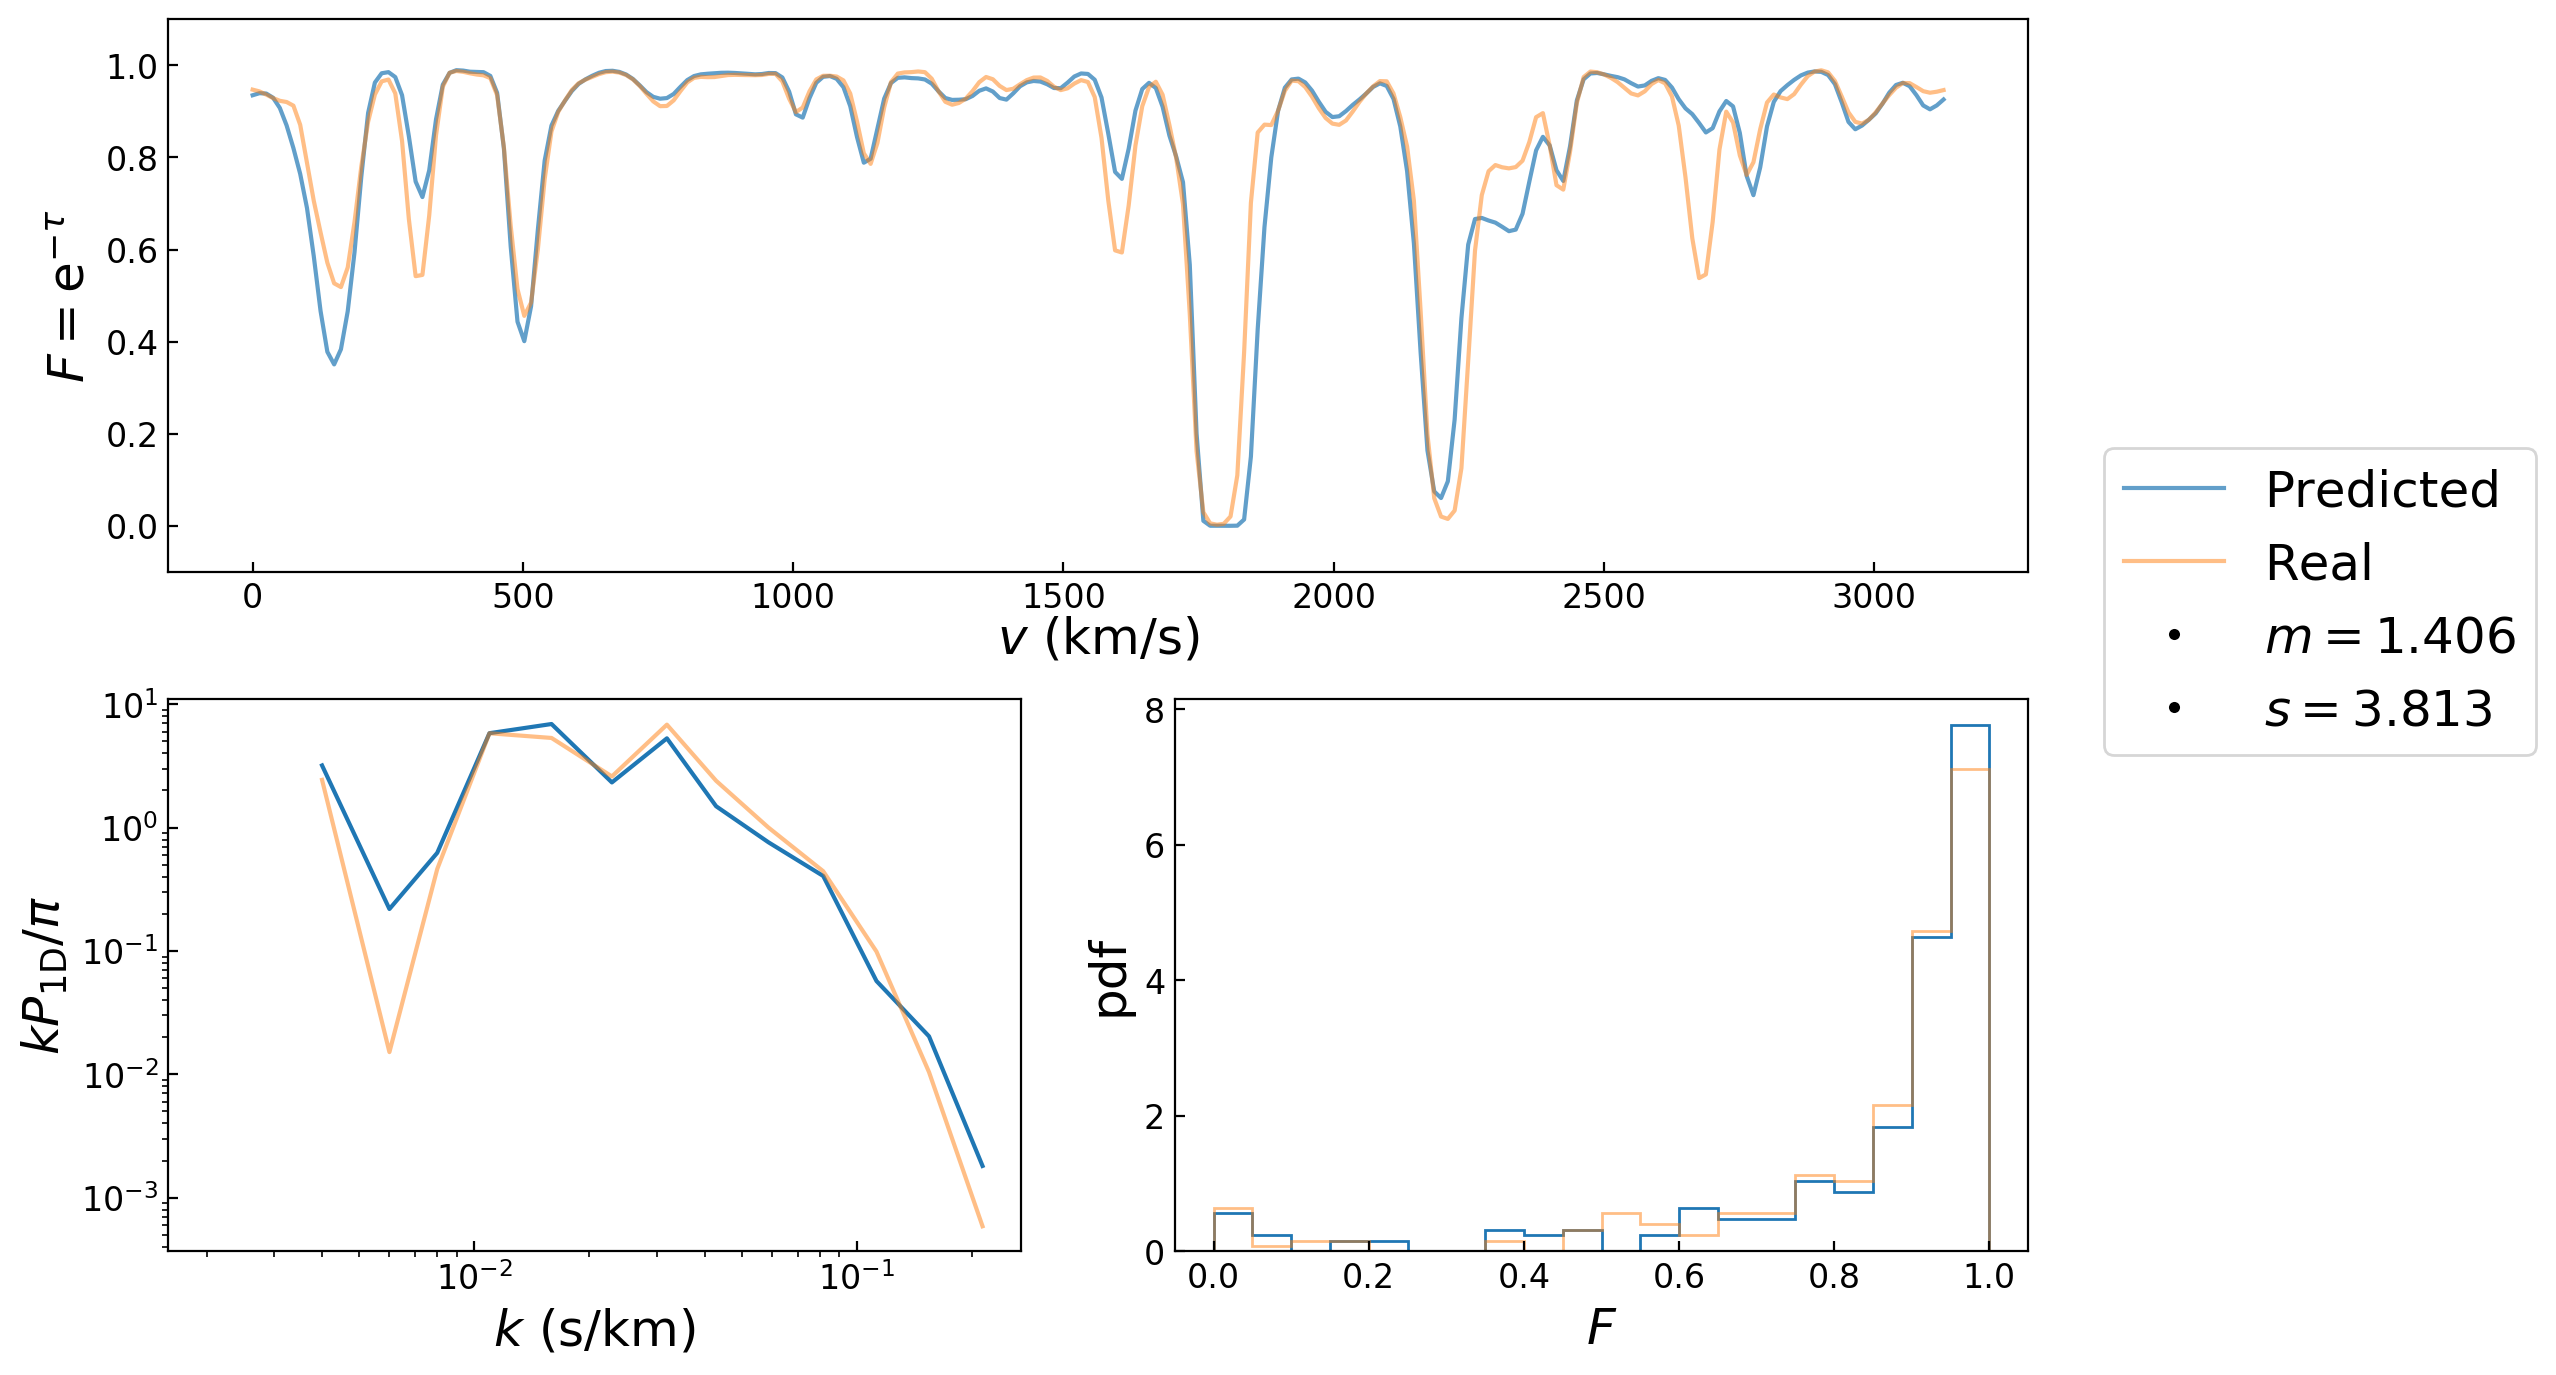 1.0
0.8
0.6
0.4
0.2
0.0
F = e^{−τ}
0 500 1000 1500 2000 2500 3000
v (km/s)
Predicted
Real
m = 1.406
s = 3.813
10^1
10^0
10^{−1}
10^{−2}
10^{−3}
kP_{1D}/π
10^{−2} 10^{−1}
k (s/km)
8
6
4
2
0
pdf
0.0 0.2 0.4 0.6 0.8 1.0
F